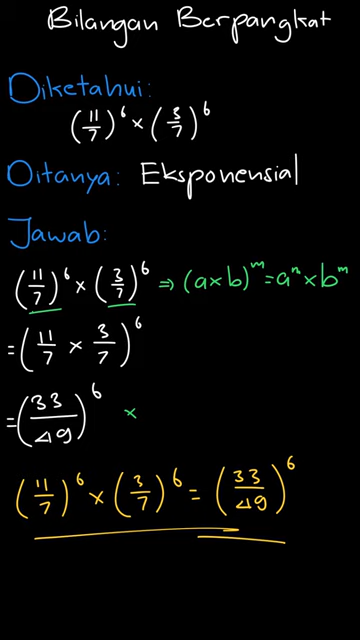 Bilangan Berpangkat
Diketahui:
(11/7)^6 × (3/7)^6
Ditanya: Eksponensial
Jawab:
(11/7)^6 × (3/7)^6 ⇒ (a×b)^m = a^m × b^m
= (11/7 × 3/7)^6
= (33/49)^6 ×
(11/7)^6 × (3/7)^6 = (33/49)^6